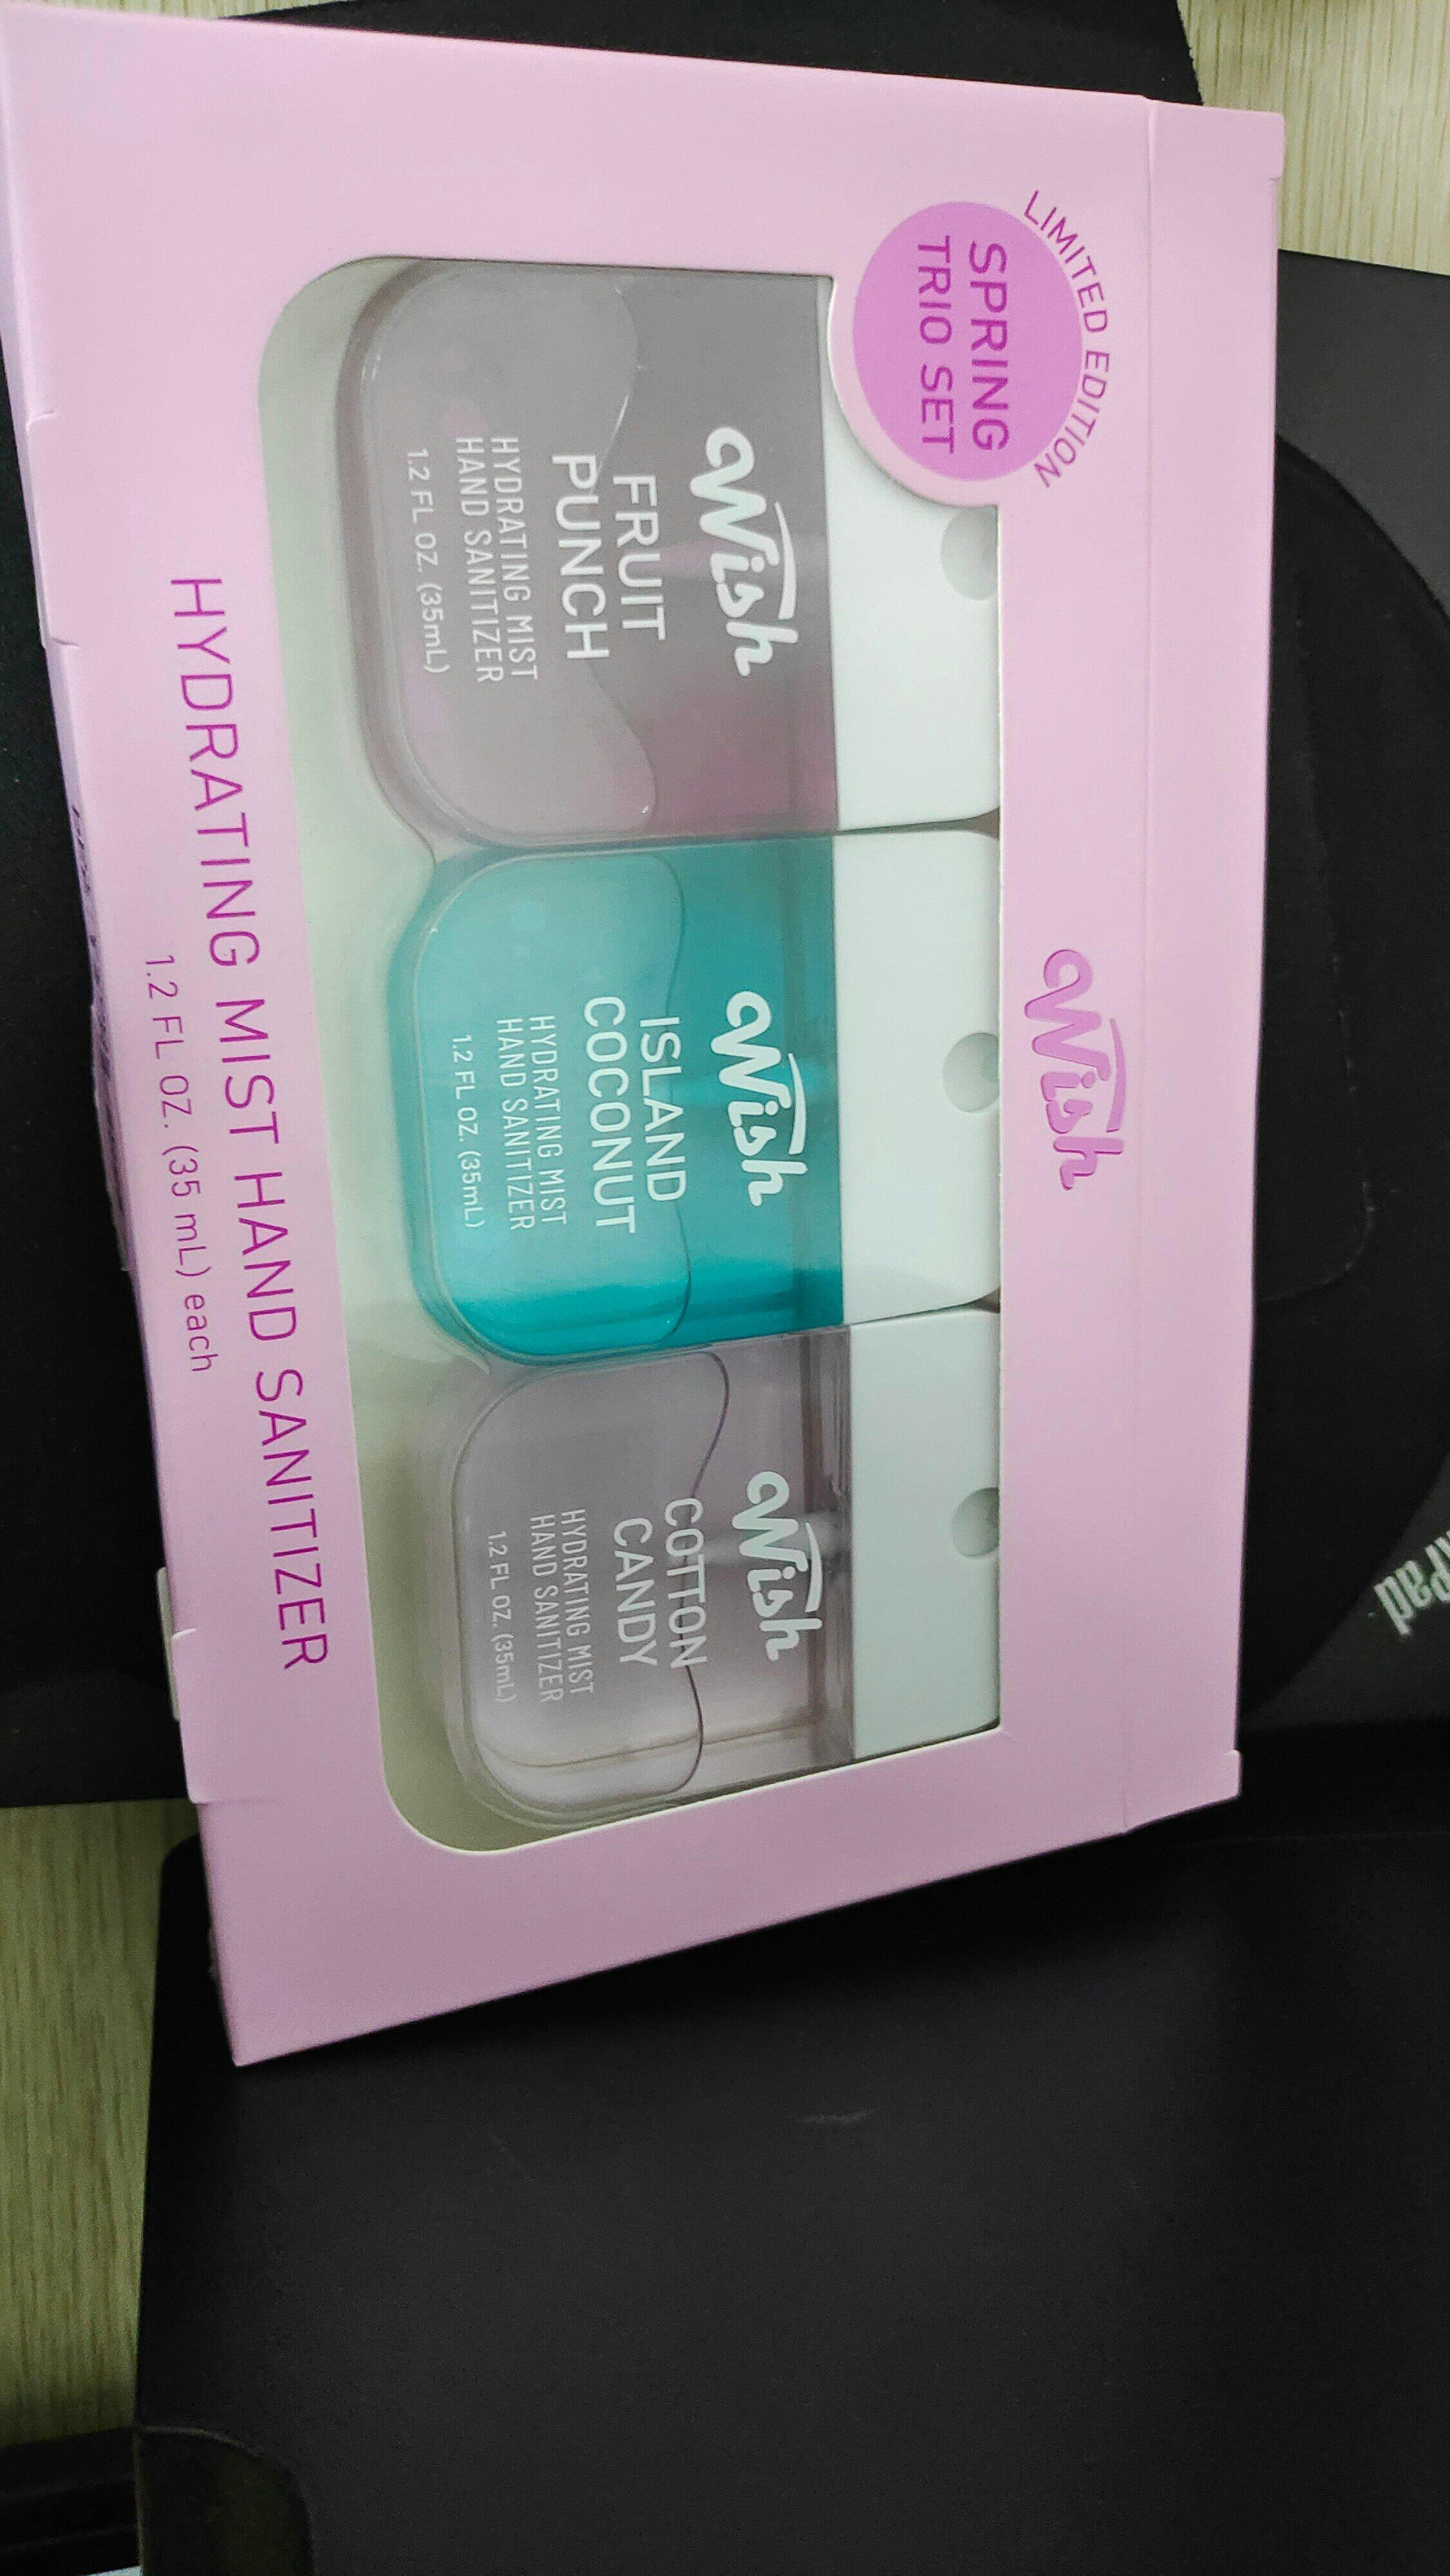 LIMITED EDITION
SPRING
TRIO SET
Wish
Wish
FRUIT
PUNCH
HYDRATING MIST
HAND SANITIZER
1.2 FL OZ. (35mL)
Wish
ISLAND
COCONUT
HYDRATING MIST
HAND SANITIZER
1.2 FL OZ. (35mL)
Wish
COTTON
CANDY
HYDRATING MIST
HAND SANITIZER
1.2 FL OZ. (35mL)
HYDRATING MIST HAND SANITIZER
1.2 FL OZ. (35 mL) each